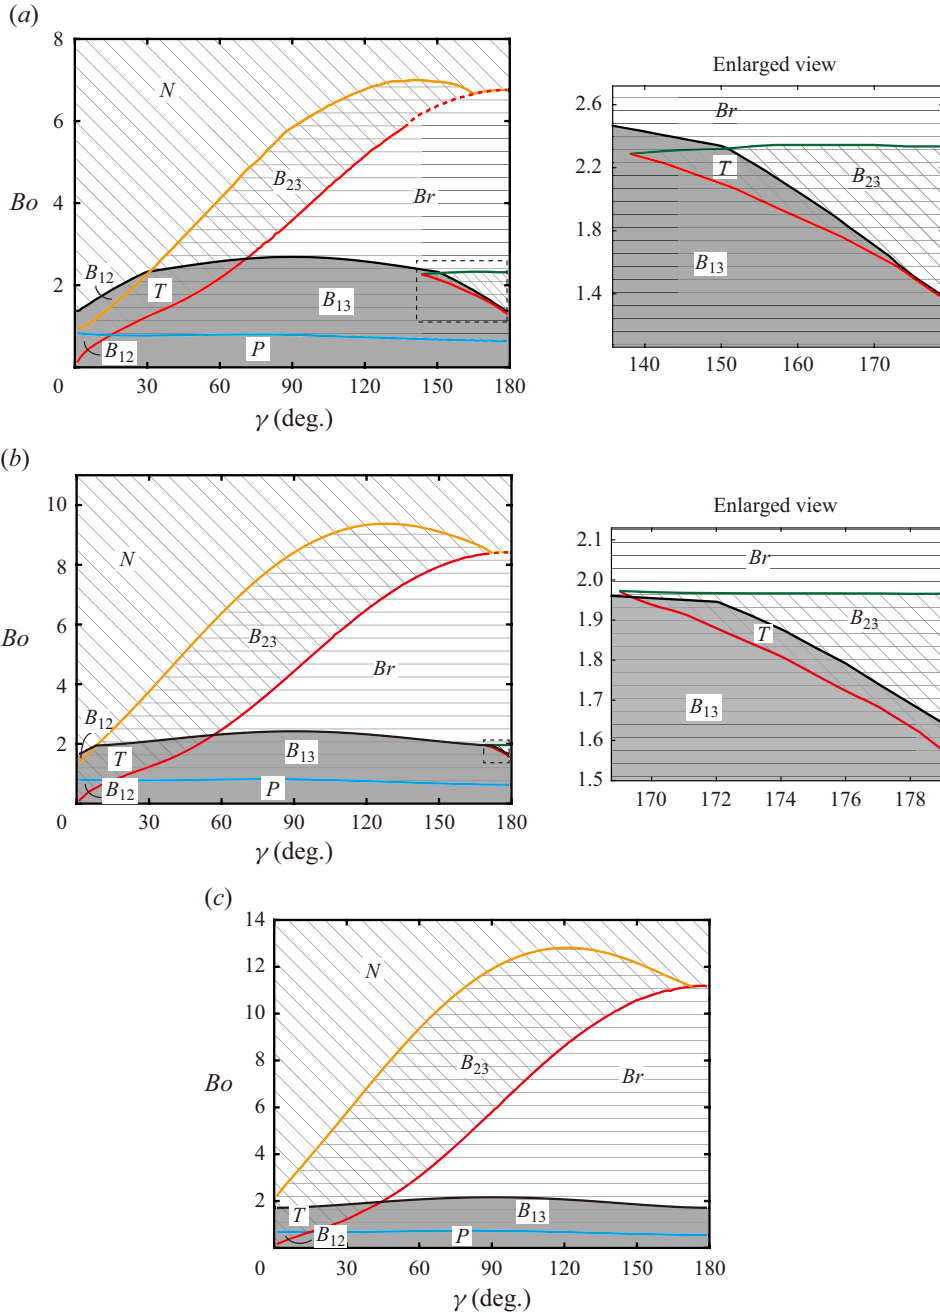 (a)
8
6
4
2
0
Bo
N
B23
Br
B12
T
B13
B12
P
30
60
90
120
150
180
γ (deg.)
Enlarged view
2.6
2.2
1.8
1.4
Br
T
B23
B13
140
150
160
170
(b)
10
8
6
4
2
0
Bo
N
B23
Br
B12
T
B13
B12
P
30
60
90
120
150
180
γ (deg.)
Enlarged view
2.1
2.0
1.9
1.8
1.7
1.6
1.5
Br
B23
T
B13
170
172
174
176
178
(c)
14
12
10
8
6
4
2
0
Bo
N
B23
Br
T
B13
B12
P
30
60
90
120
150
180
γ (deg.)